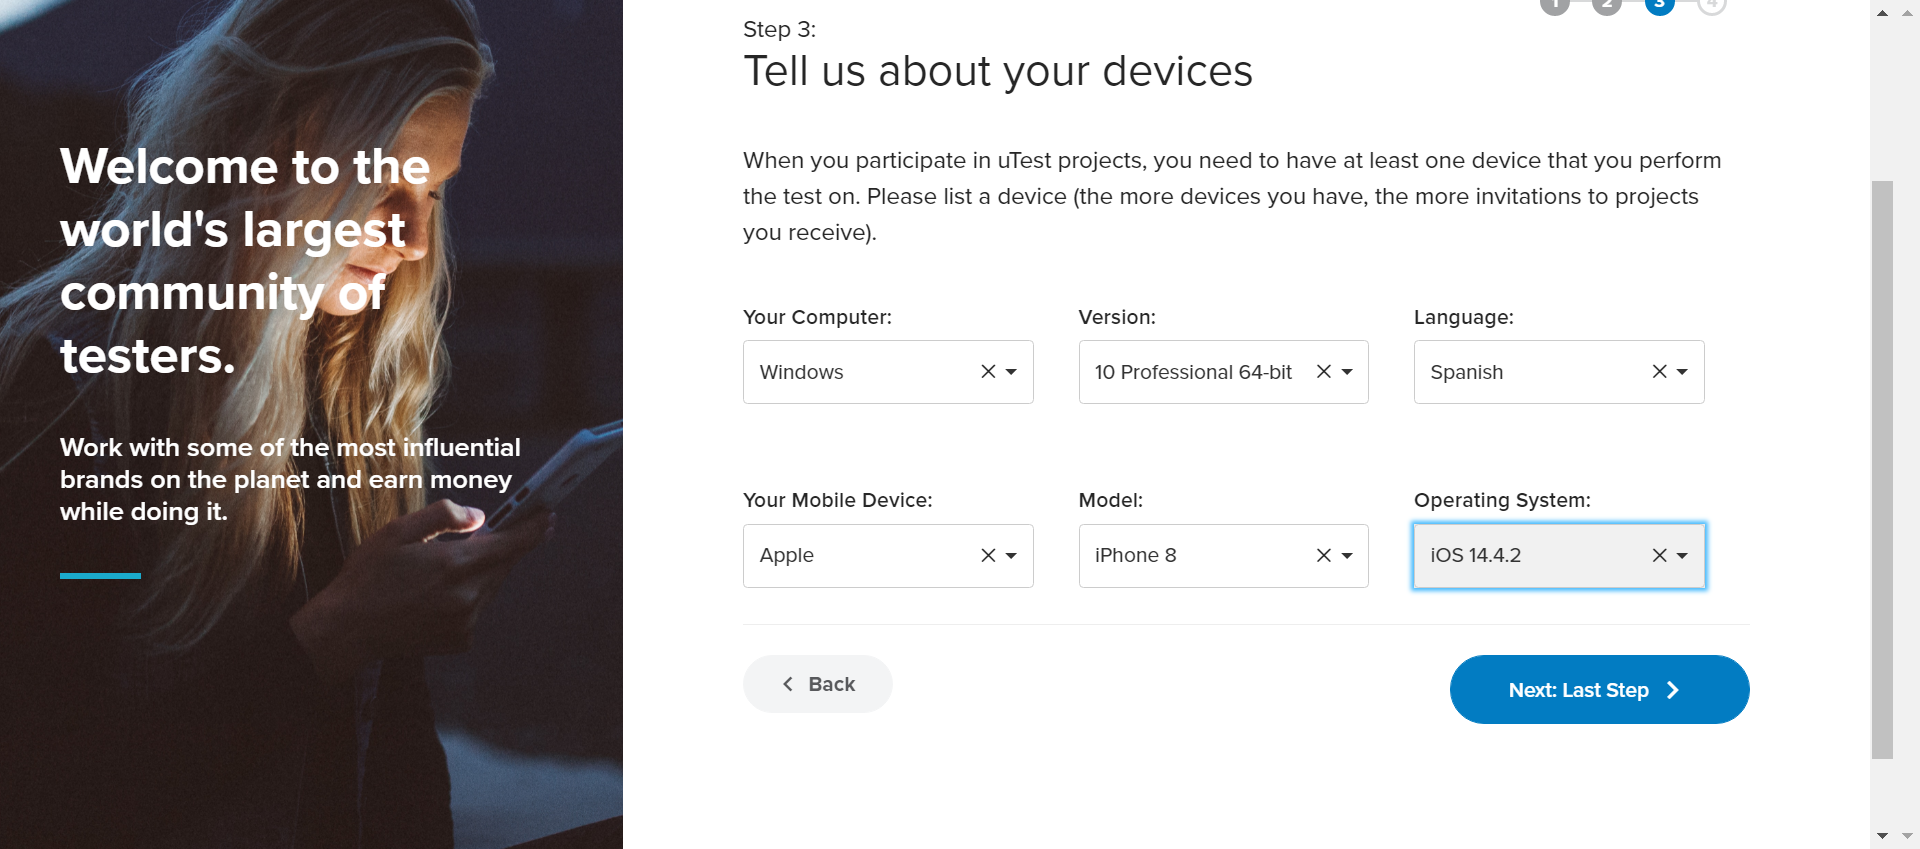 Welcome to the
world's largest
community of
testers.
Work with some of the most influential
brands on the planet and earn money
while doing it.
1 2 3 4
Step 3:
Tell us about your devices
When you participate in uTest projects, you need to have at least one device that you perform
the test on. Please list a device (the more devices you have, the more invitations to projects
you receive).
Your Computer: Version: Language:
Windows 10 Professional 64-bit Spanish
Your Mobile Device: Model: Operating System:
Apple iPhone 8 iOS 14.4.2
Back Next: Last Step